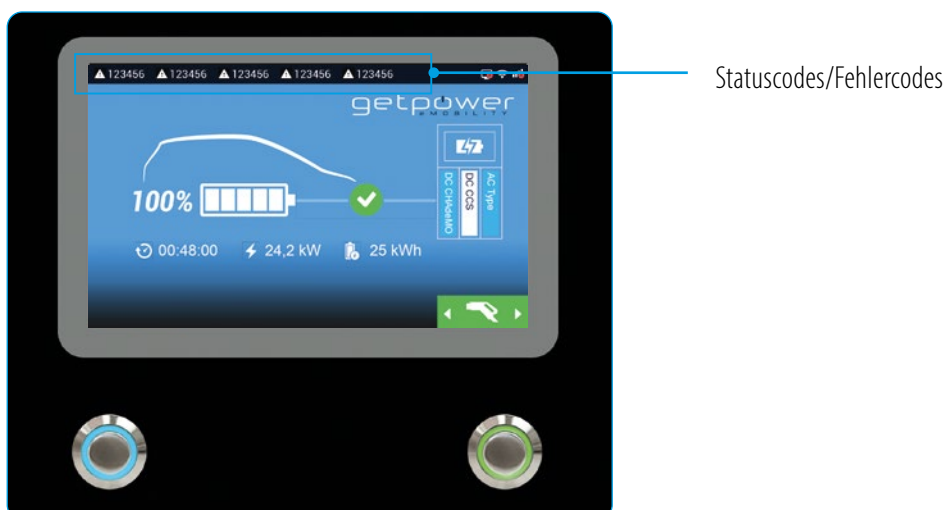 123456 123456 123456 123456 123456
Statuscodes/Fehlercodes
getpower
eMOBILITY
100%
DC CHAdeMO
DC CCS
AC Type
00:48:00 24,2 kW 25 kWh